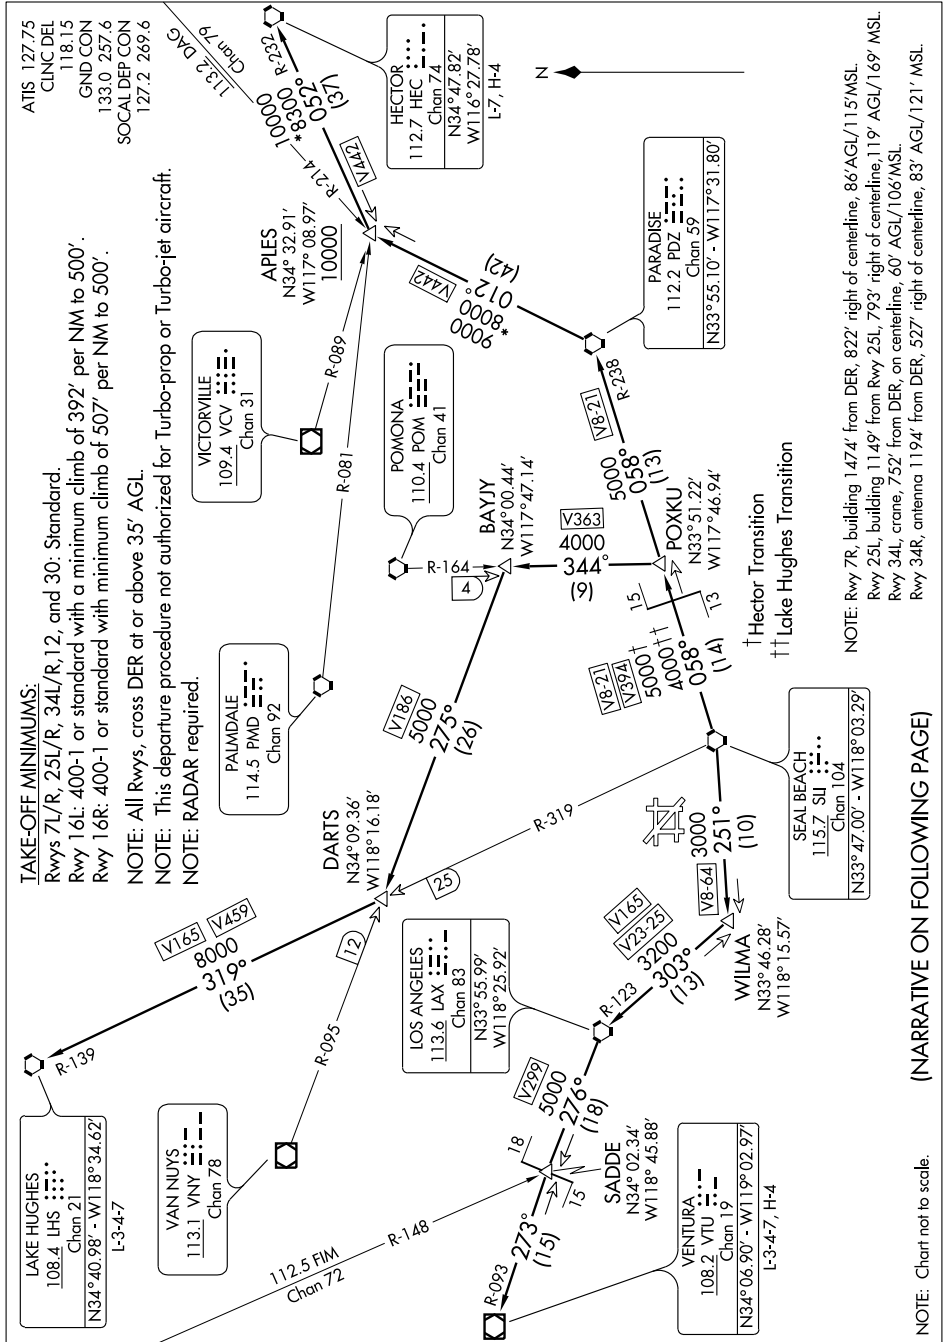 TAKE-OFF MINIMUMS:
Rwys 7L/R, 25L/R, 34L/R,12, and 30: Standard.
Rwy 16L: 400-1 or standard with a minimum climb of 392' per NM to 500'.
Rwy 16R: 400-1 or standard with minimum climb of 507' per NM to 500'.
NOTE: All Rwys, cross DER at or above 35' AGL.
NOTE: This departure procedure not authorized for Turbo-prop or Turbo-jet aircraft.
NOTE: RADAR required.
ATIS 127.75
CLNC DEL
118.15
GND CON
133.0 257.6
SOCAL DEP CON
127.2 269.6
LAKE HUGHES
108.4 LHS
Chan 21
N34°40.98' - W118°34.62'
L-3-4-7
R-139
V165 V459
8000
319°
(35)
VAN NUYS
113.1 VNY
Chan 78
R-095
12
DARTS
N34°09.36'
W118°16.18'
25
R-319
PALMDALE
114.5 PMD
Chan 92
R-081
VICTORVILLE
109.4 VCV
Chan 31
R-089
APLES
N34° 32.91'
W117° 08.97'
10000
113.2 DAG
Chan 79
R-214
10000
*8300
052°
(37)
R-232
V442
HECTOR
112.7 HEC
Chan 74
N34°47.82'
W116°27.78'
L-7, H-4
N
POMONA
110.4 POM
Chan 41
R-164
4
BAYJY
N34°00.44'
W117°47.14'
V186
5000
275°
(26)
V442
9000
*8000
012°
(42)
PARADISE
112.2 PDZ
Chan 59
N33°55.10' - W117°31.80'
R-238
V8-21
5000
058°
(13)
V363
4000
344°
(9)
POXKU
N33°51.22'
W117°46.94'
15
13
V8-21
V394
5000†
4000††
058°
(14)
†Hector Transition
††Lake Hughes Transition
112.5 FIM
Chan 72
R-148
LOS ANGELES
113.6 LAX
Chan 83
N33°55.99'
W118°25.92'
R-123
V165
V23-25
3200
303°
(13)
WILMA
N33°46.28'
W118°15.57'
3000
251°
(10)
V8-64
SEAL BEACH
115.7 SLI
Chan 104
N33°47.00' - W118°03.29'
V299
5000
276°
(18)
18
15
SADDE
N34° 02.34'
W118° 45.88'
273°
(15)
R-093
VENTURA
108.2 VTU
Chan 19
N34°06.90' - W119°02.97'
L-3-4-7, H-4
NOTE: Rwy 7R, building 1474' from DER, 822' right of centerline, 86'AGL/115'MSL.
Rwy 25L, building 1149' from Rwy 25L, 793' right of centerline,119' AGL/169' MSL.
Rwy 34L, crane, 752' from DER, on centerline, 60' AGL/106'MSL.
Rwy 34R, antenna 1194' from DER, 527' right of centerline, 83' AGL/121' MSL.
NOTE: Chart not to scale.
(NARRATIVE ON FOLLOWING PAGE)